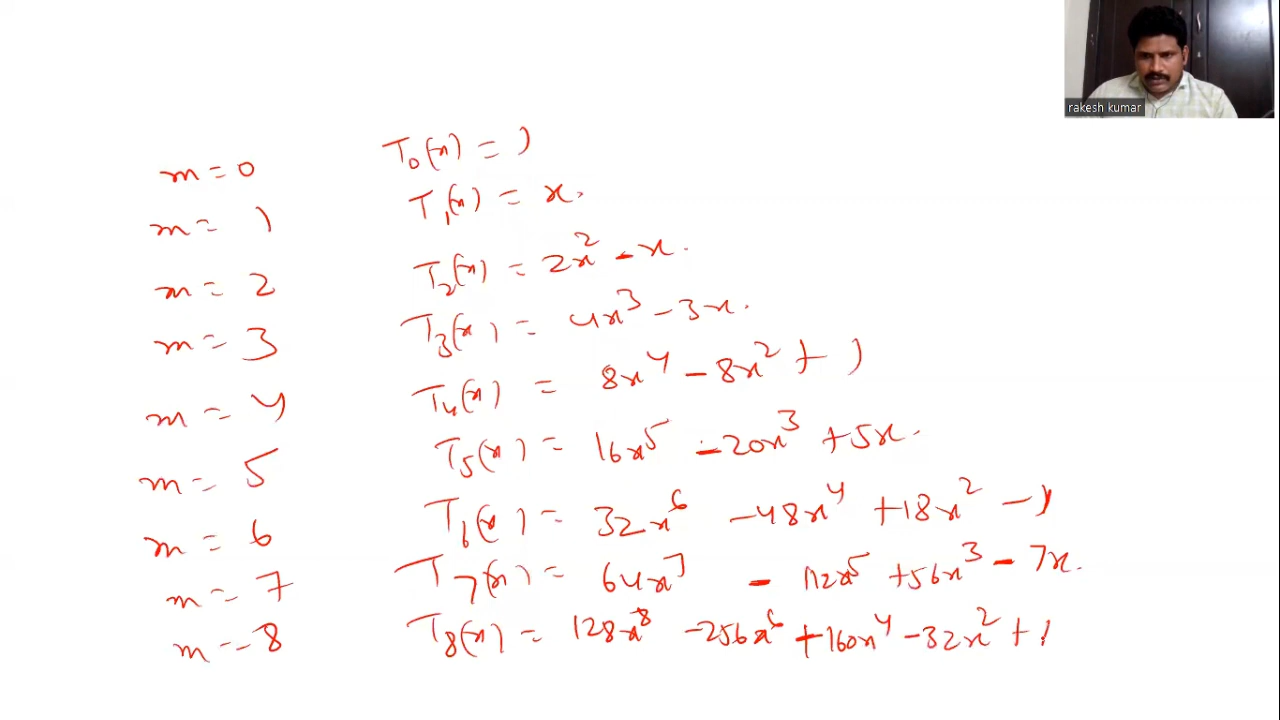 rakesh kumar
m = 0 T₀(x) = 1
m = 1 T₁(x) = x.
m = 2 T₂(x) = 2x² - x.
m = 3 T₃(x) = 4x³ - 3x.
m = 4 T₄(x) = 8x⁴ - 8x² + 1
m = 5 T₅(x) = 16x⁵ - 20x³ + 5x.
m = 6 T₆(x) = 32x⁶ - 48x⁴ + 18x² - 1
m = 7 T₇(x) = 64x⁷ - 112x⁵ + 56x³ - 7x.
m = 8 T₈(x) = 128x⁸ - 256x⁶ + 160x⁴ - 32x² + 1